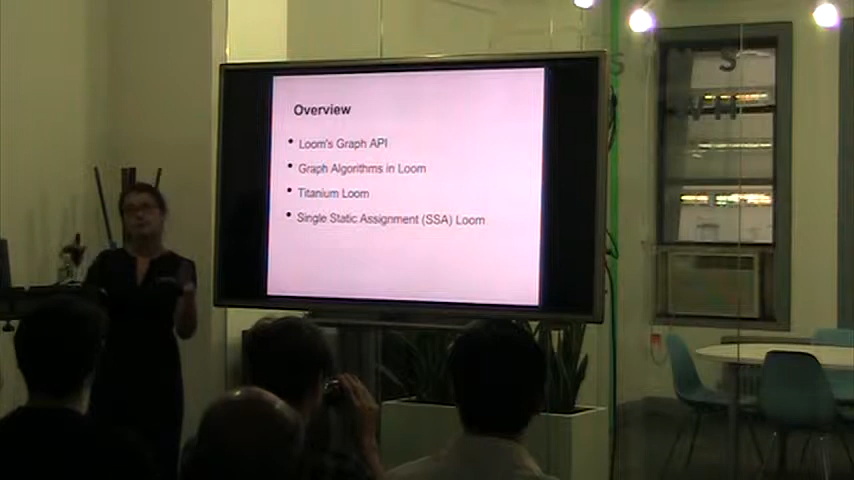 Overview
• Loom's Graph API
• Graph Algorithms in Loom
• Titanium Loom
• Single Static Assignment (SSA) Loom